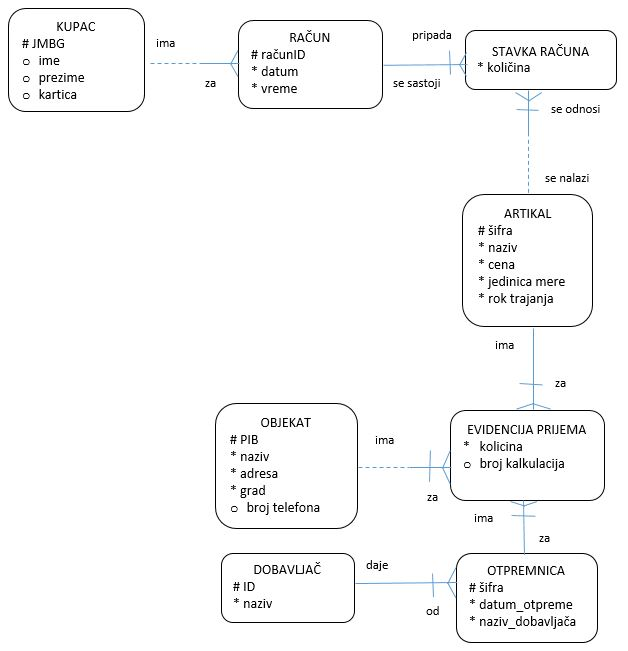 KUPAC
# JMBG
o ime
o prezime
o kartica
ima
za
RAČUN
# računID
* datum
* vreme
pripada
se sastoji
STAVKA RAČUNA
* količina
se odnosi
se nalazi
ARTIKAL
# šifra
* naziv
* cena
* jedinica mere
* rok trajanja
ima
za
OBJEKAT
# PIB
* naziv
* adresa
* grad
o broj telefona
ima
za
EVIDENCIJA PRIJEMA
* kolicina
o broj kalkulacija
ima
za
DOBAVLJAČ
# ID
* naziv
daje
od
OTPREMNICA
# šifra
* datum_otpreme
* naziv_dobavljača